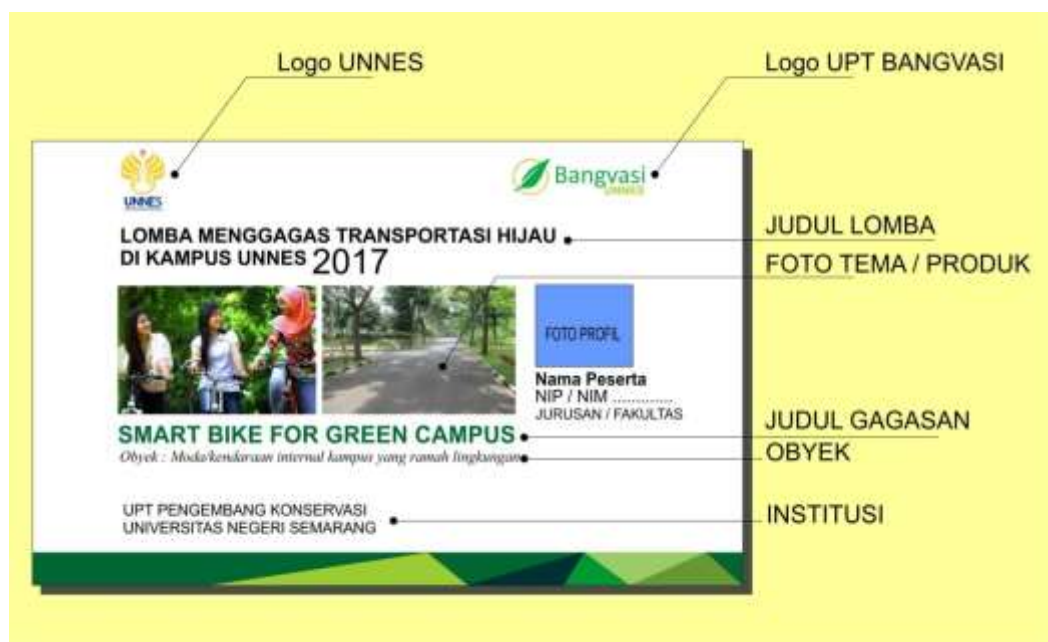 Logo UNNES
Logo UPT BANGVASI
UNNES
Bangvasi
UNNES
LOMBA MENGGAGAS TRANSPORTASI HIJAU
DI KAMPUS UNNES 2017
JUDUL LOMBA
FOTO TEMA / PRODUK
FOTO PROFIL
Nama Peserta
NIP / NIM .............
JURUSAN / FAKULTAS
SMART BIKE FOR GREEN CAMPUS
JUDUL GAGASAN
Obyek : Moda/kendaraan internal kampus yang ramah lingkungan
OBYEK
UPT PENGEMBANG KONSERVASI
UNIVERSITAS NEGERI SEMARANG
INSTITUSI